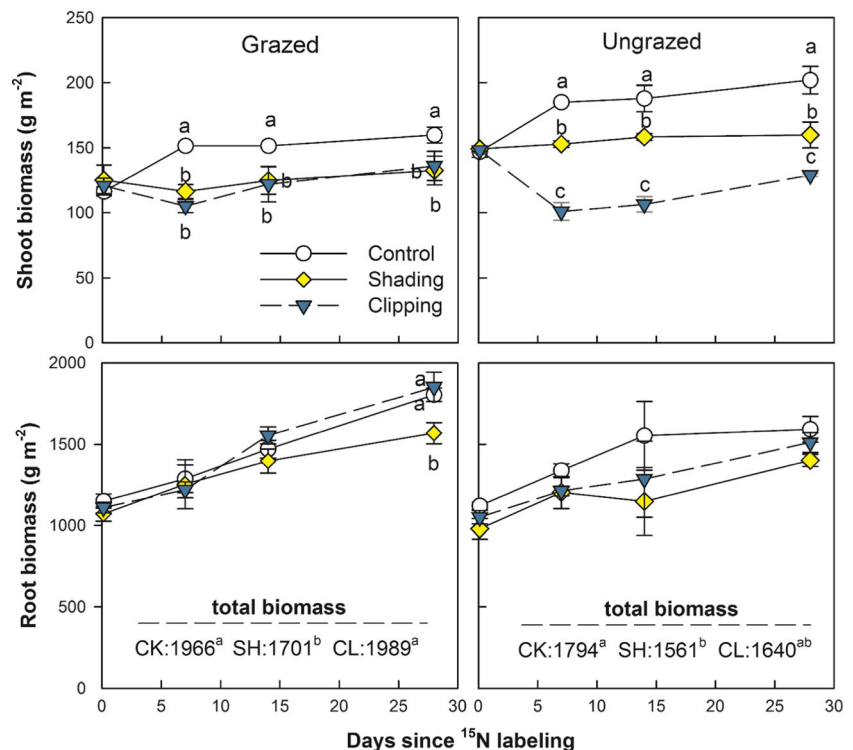 Grazed
Ungrazed
Shoot biomass (g m⁻²)
250
200
150
100
50
0
a
a
a
b
b
b
b
b
b
a
a
a
b
b
b
c
c
c
Control
Shading
Clipping
Root biomass (g m⁻²)
2000
1500
1000
500
0
a
a
b
total biomass
CK:1966ᵃ SH:1701ᵇ CL:1989ᵃ
total biomass
CK:1794ᵃ SH:1561ᵇ CL:1640ᵃᵇ
0 5 10 15 20 25 30
0 5 10 15 20 25 30
Days since ¹⁵N labeling